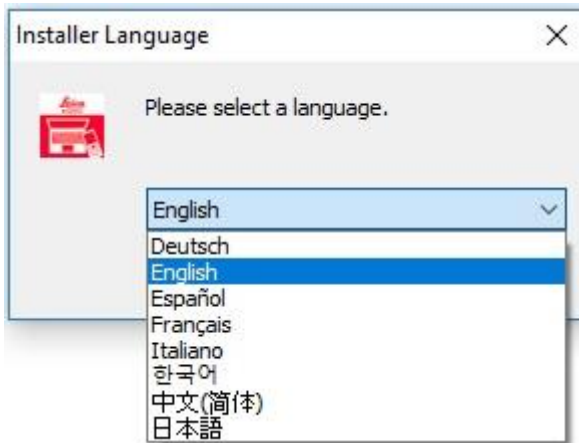 Installer Language
Leica
Please select a language.
English
Deutsch
English
Español
Français
Italiano
한국어
中文(简体)
日本語